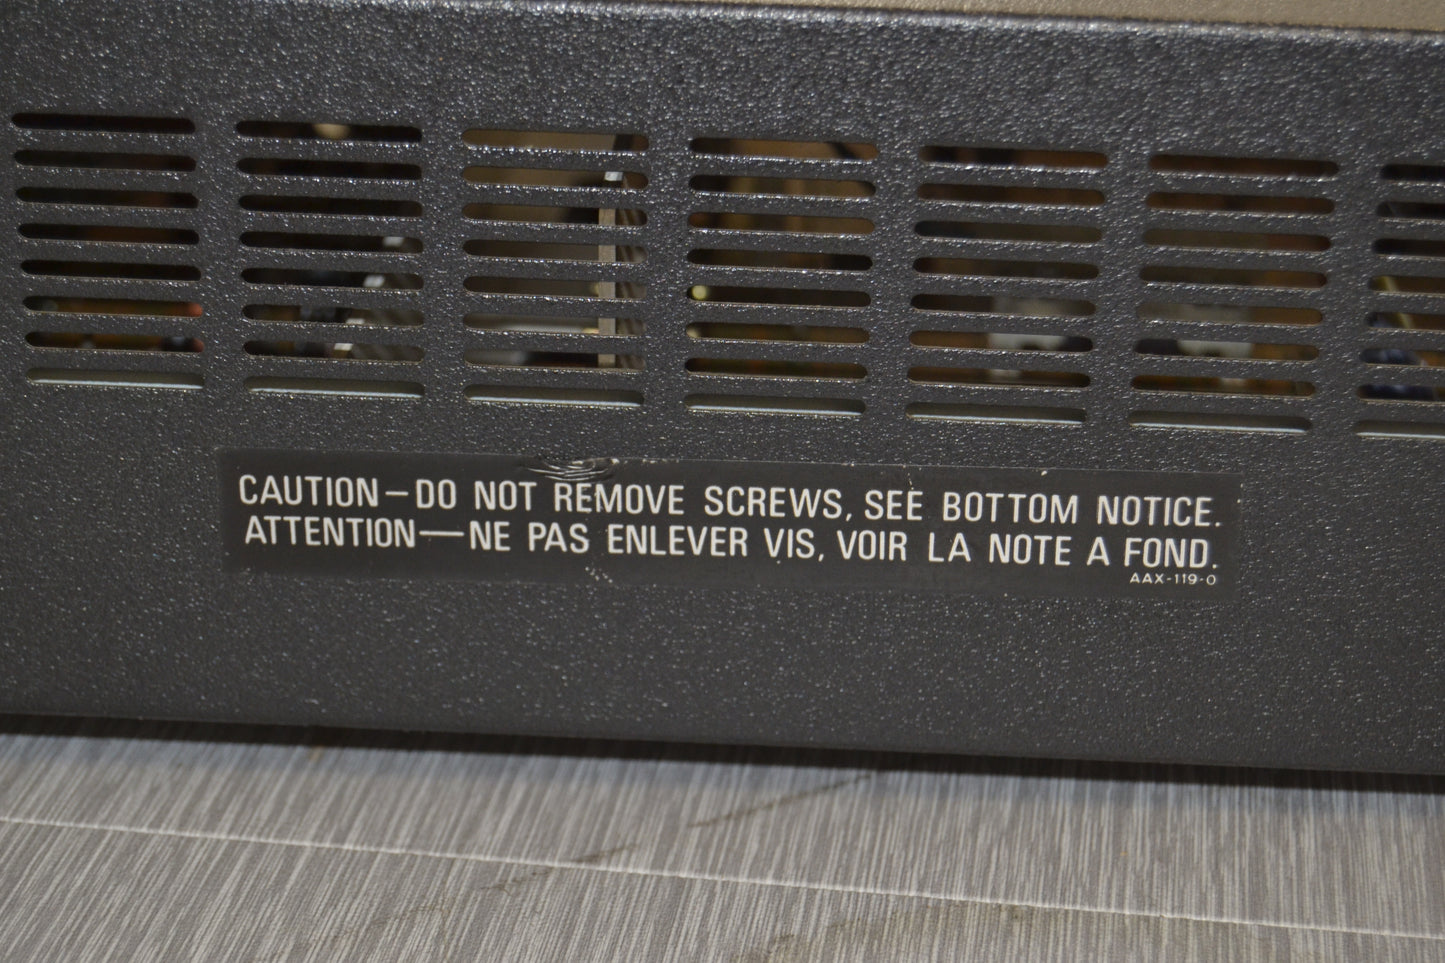 CAUTION – DO NOT REMOVE SCREWS, SEE BOTTOM NOTICE.
ATTENTION — NE PAS ENLEVER VIS, VOIR LA NOTE A FOND.
AAX-119-0